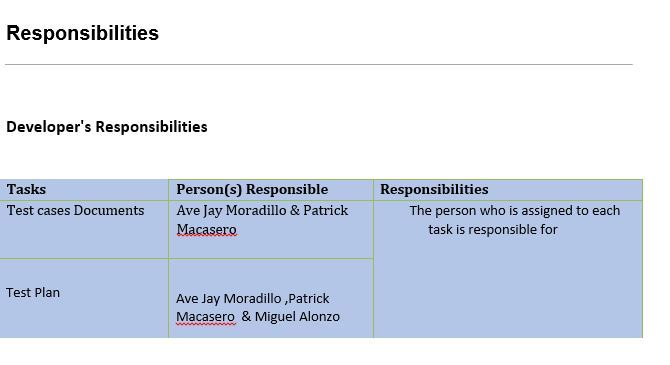 Responsibilities
Developer's Responsibilities
Tasks Person(s) Responsible Responsibilities
Test cases Documents Ave Jay Moradillo & Patrick The person who is assigned to each
Macasero task is responsible for
Test Plan
Ave Jay Moradillo ,Patrick
Macasero & Miguel Alonzo